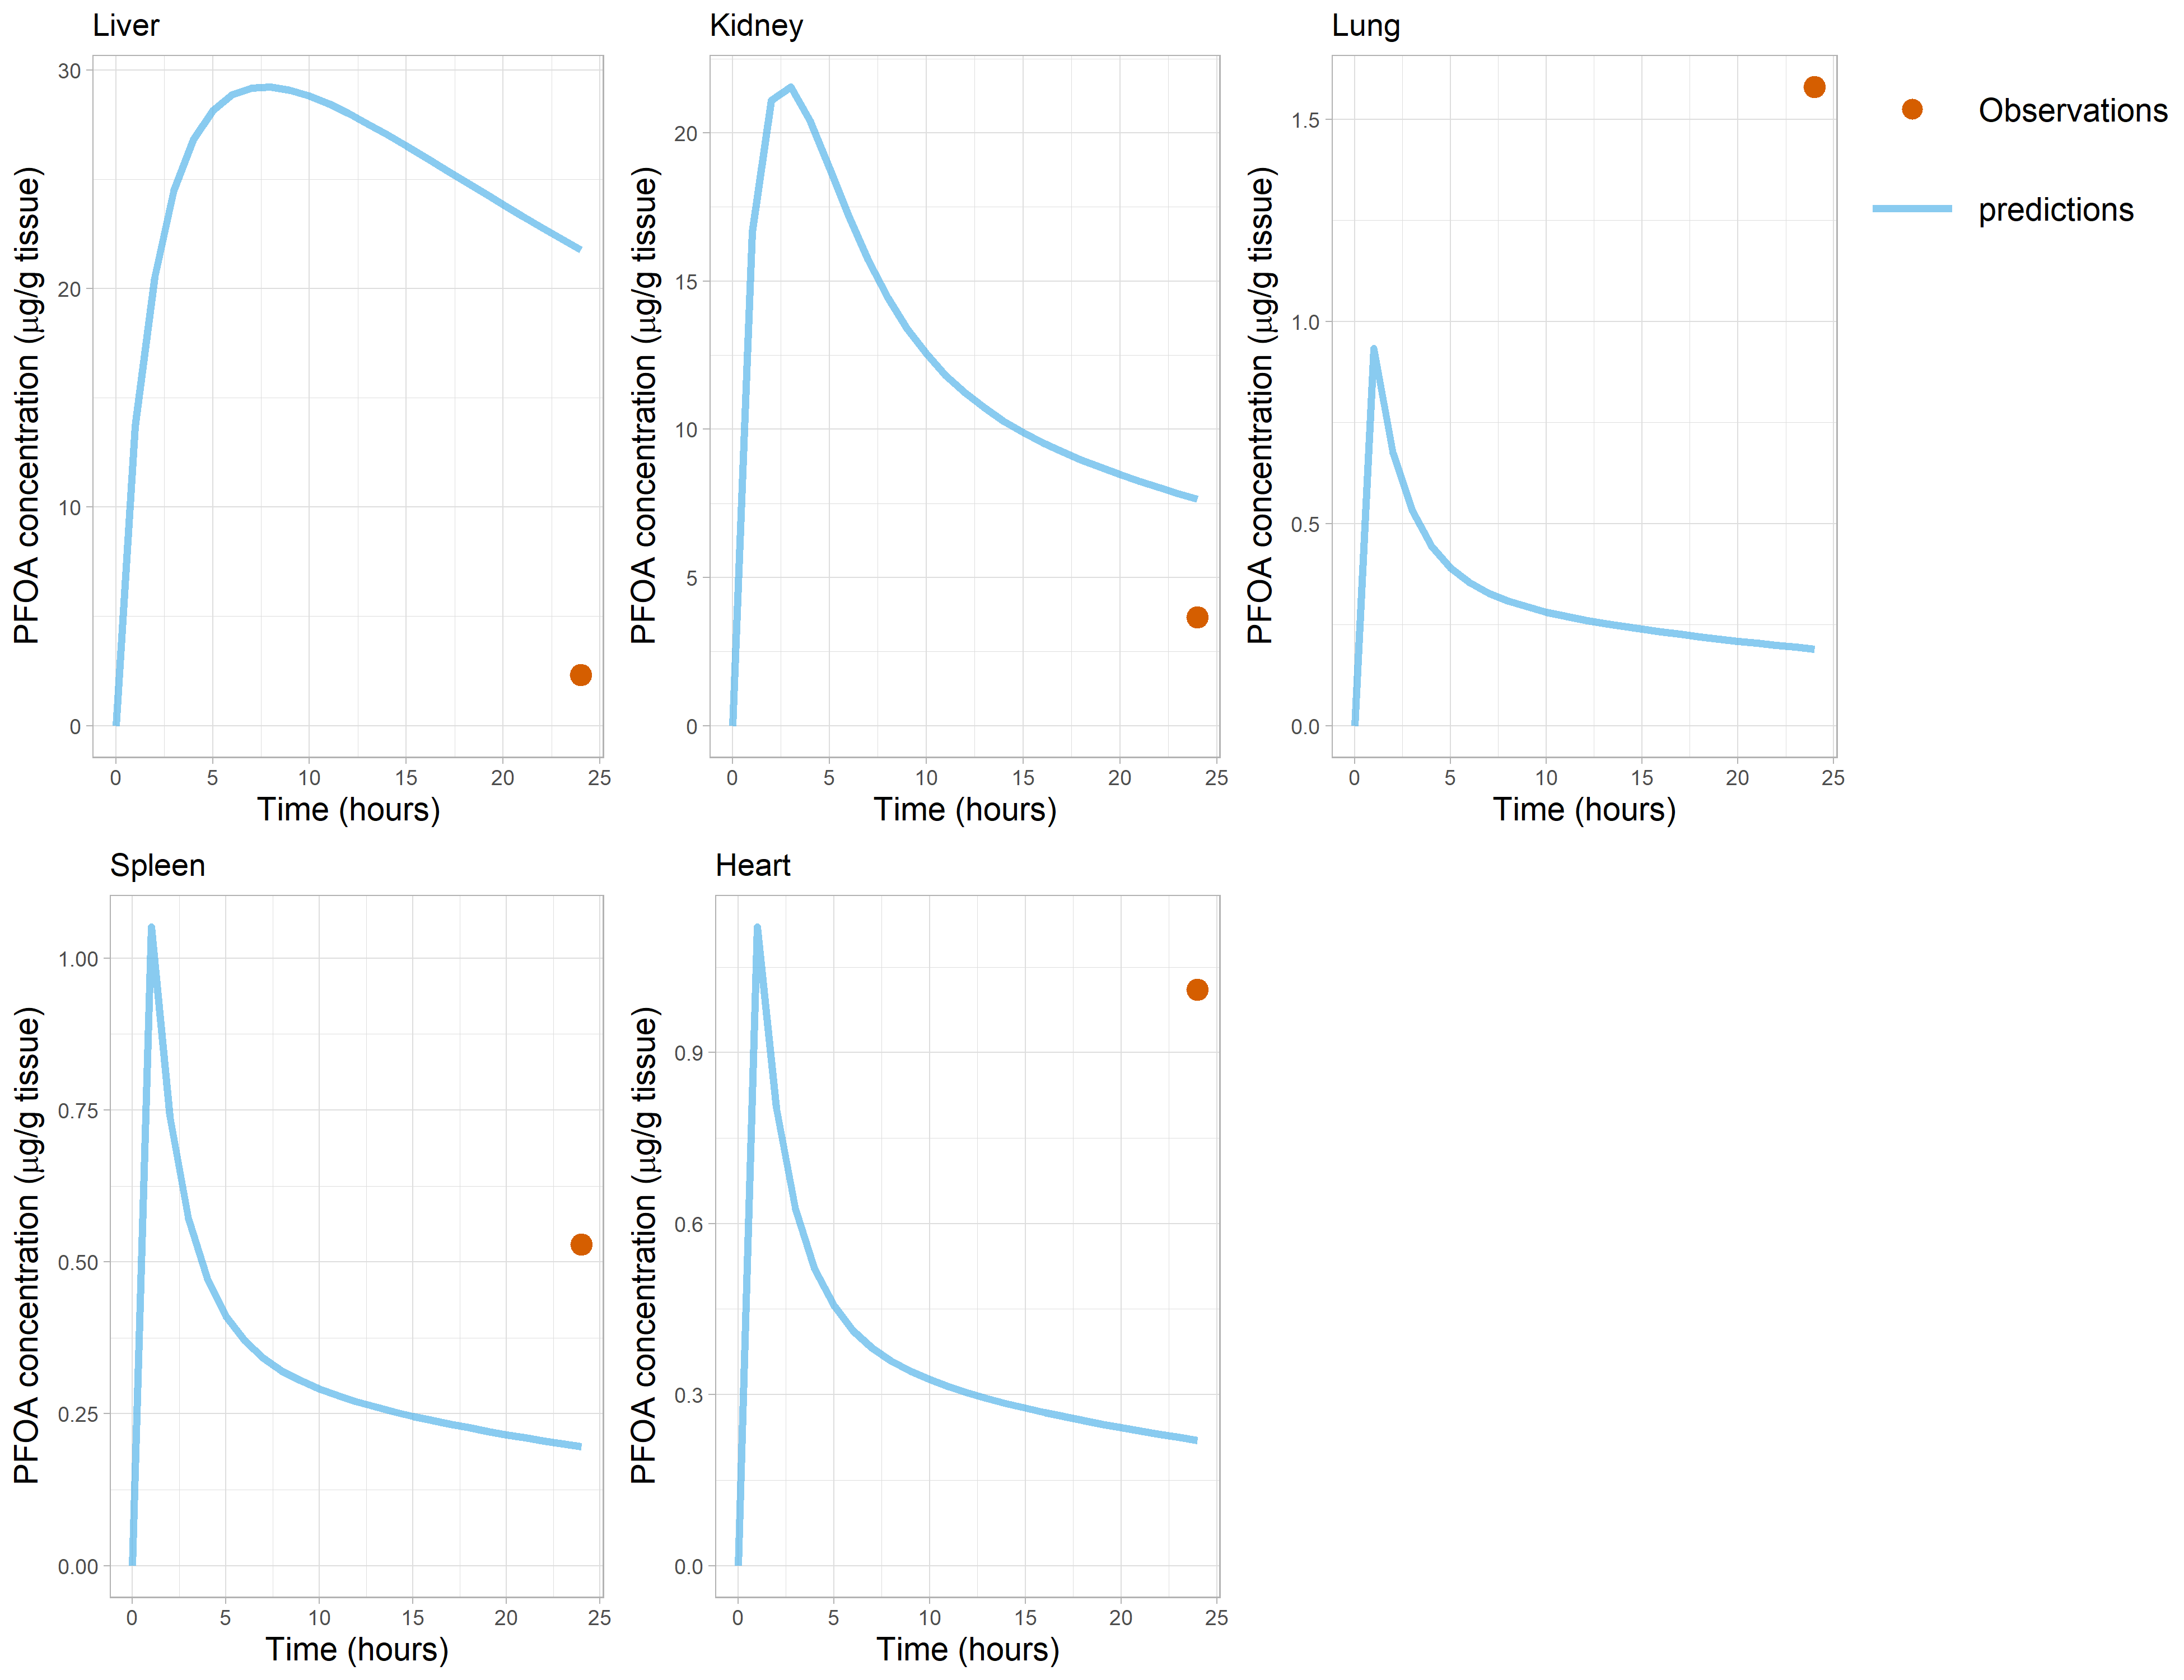 Liver
PFOA concentration (μg/g tissue)
30
20
10
0
0 5 10 15 20 25
Time (hours)
Kidney
PFOA concentration (μg/g tissue)
20
15
10
5
0
0 5 10 15 20 25
Time (hours)
Lung
PFOA concentration (μg/g tissue)
1.5
1.0
0.5
0.0
0 5 10 15 20 25
Time (hours)
Observations
predictions
Spleen
PFOA concentration (μg/g tissue)
1.00
0.75
0.50
0.25
0.00
0 5 10 15 20 25
Time (hours)
Heart
PFOA concentration (μg/g tissue)
0.9
0.6
0.3
0.0
0 5 10 15 20 25
Time (hours)